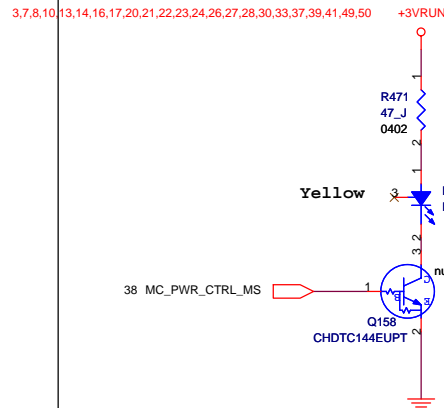 3,7,8,10,13,14,16,17,20,21,22,23,24,26,27,28,30,33,37,39,41,49,50 +3VRUN
1
R471
47_J
0402
2
1
Yellow 3
2
3
38 MC_PWR_CTRL_MS 1
C
B
E
Q158
CHDTC144EUPT
2